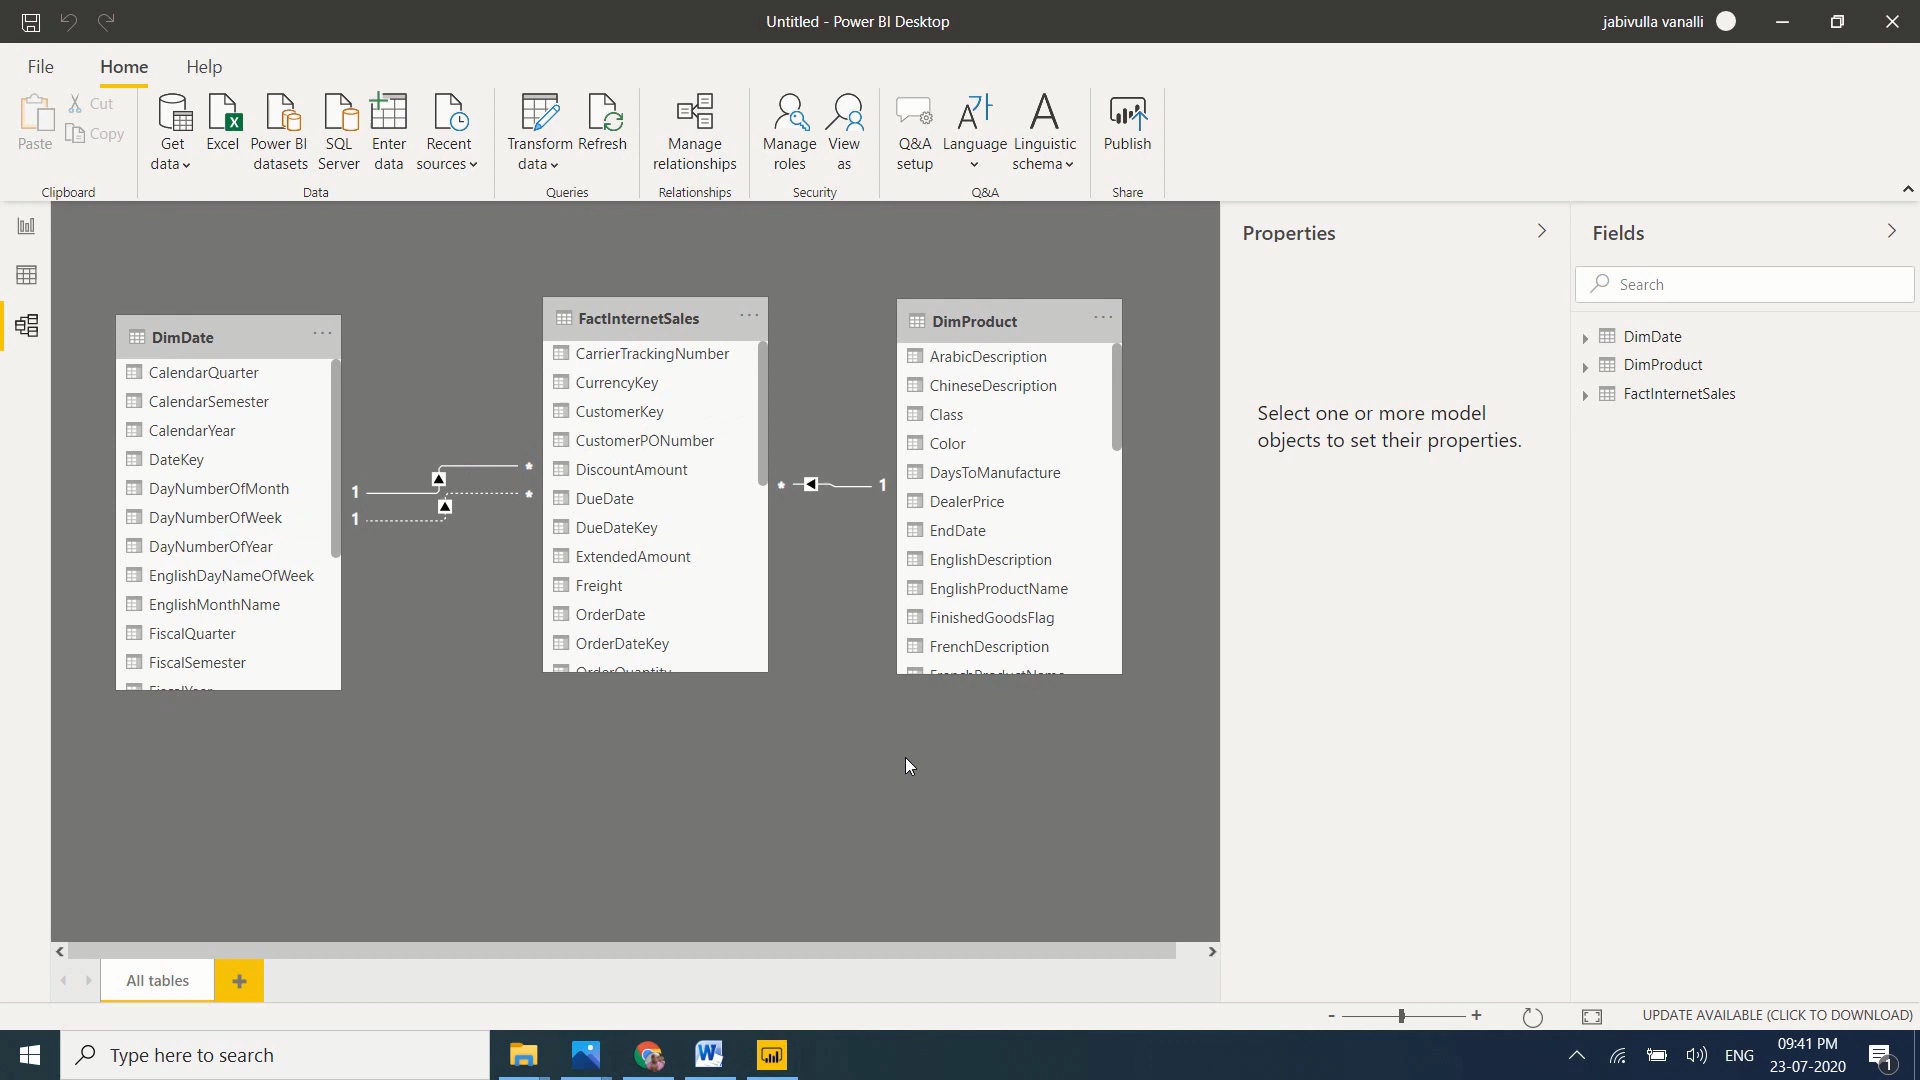 Untitled - Power BI Desktop
jabivulla vanalli
File
Home
Help
Paste
Cut
Copy
Clipboard
Get
data
Excel
Power BI
datasets
SQL
Server
Enter
data
Recent
sources
Data
Transform
data
Refresh
Queries
Manage
relationships
Relationships
Manage
roles
View
as
Security
Q&A
setup
Language
Linguistic
schema
Q&A
Publish
Share
DimDate
CalendarQuarter
CalendarSemester
CalendarYear
DateKey
DayNumberOfMonth
DayNumberOfWeek
DayNumberOfYear
EnglishDayNameOfWeek
EnglishMonthName
FiscalQuarter
FiscalSemester
FiscalYear
1
*
1
*
FactInternetSales
CarrierTrackingNumber
CurrencyKey
CustomerKey
CustomerPONumber
DiscountAmount
DueDate
DueDateKey
ExtendedAmount
Freight
OrderDate
OrderDateKey
OrderQuantity
*
1
DimProduct
ArabicDescription
ChineseDescription
Class
Color
DaysToManufacture
DealerPrice
EndDate
EnglishDescription
EnglishProductName
FinishedGoodsFlag
FrenchDescription
FrenchProductName
Properties
Select one or more model
objects to set their properties.
Fields
Search
DimDate
DimProduct
FactInternetSales
All tables
UPDATE AVAILABLE (CLICK TO DOWNLOAD)
Type here to search
ENG
09:41 PM
23-07-2020
1